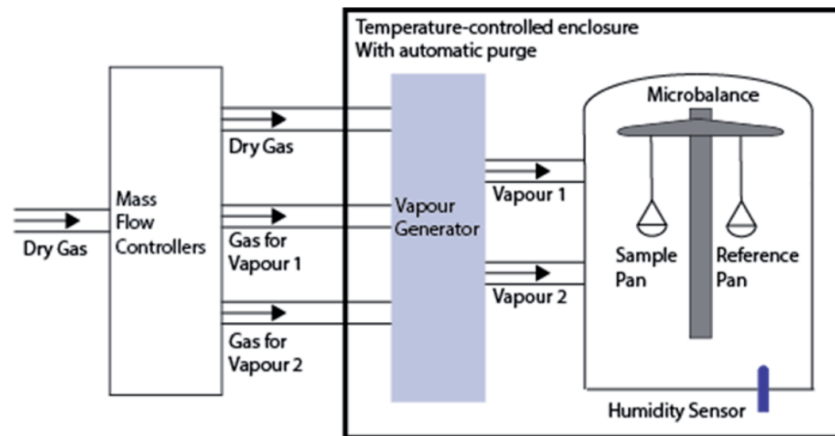 Temperature-controlled enclosure
With automatic purge
Microbalance
Dry Gas
Vapour 1
Mass
Flow
Controllers
Vapour
Generator
Dry Gas
Gas for
Vapour 1
Sample
Pan
Reference
Pan
Vapour 2
Gas for
Vapour 2
Humidity Sensor